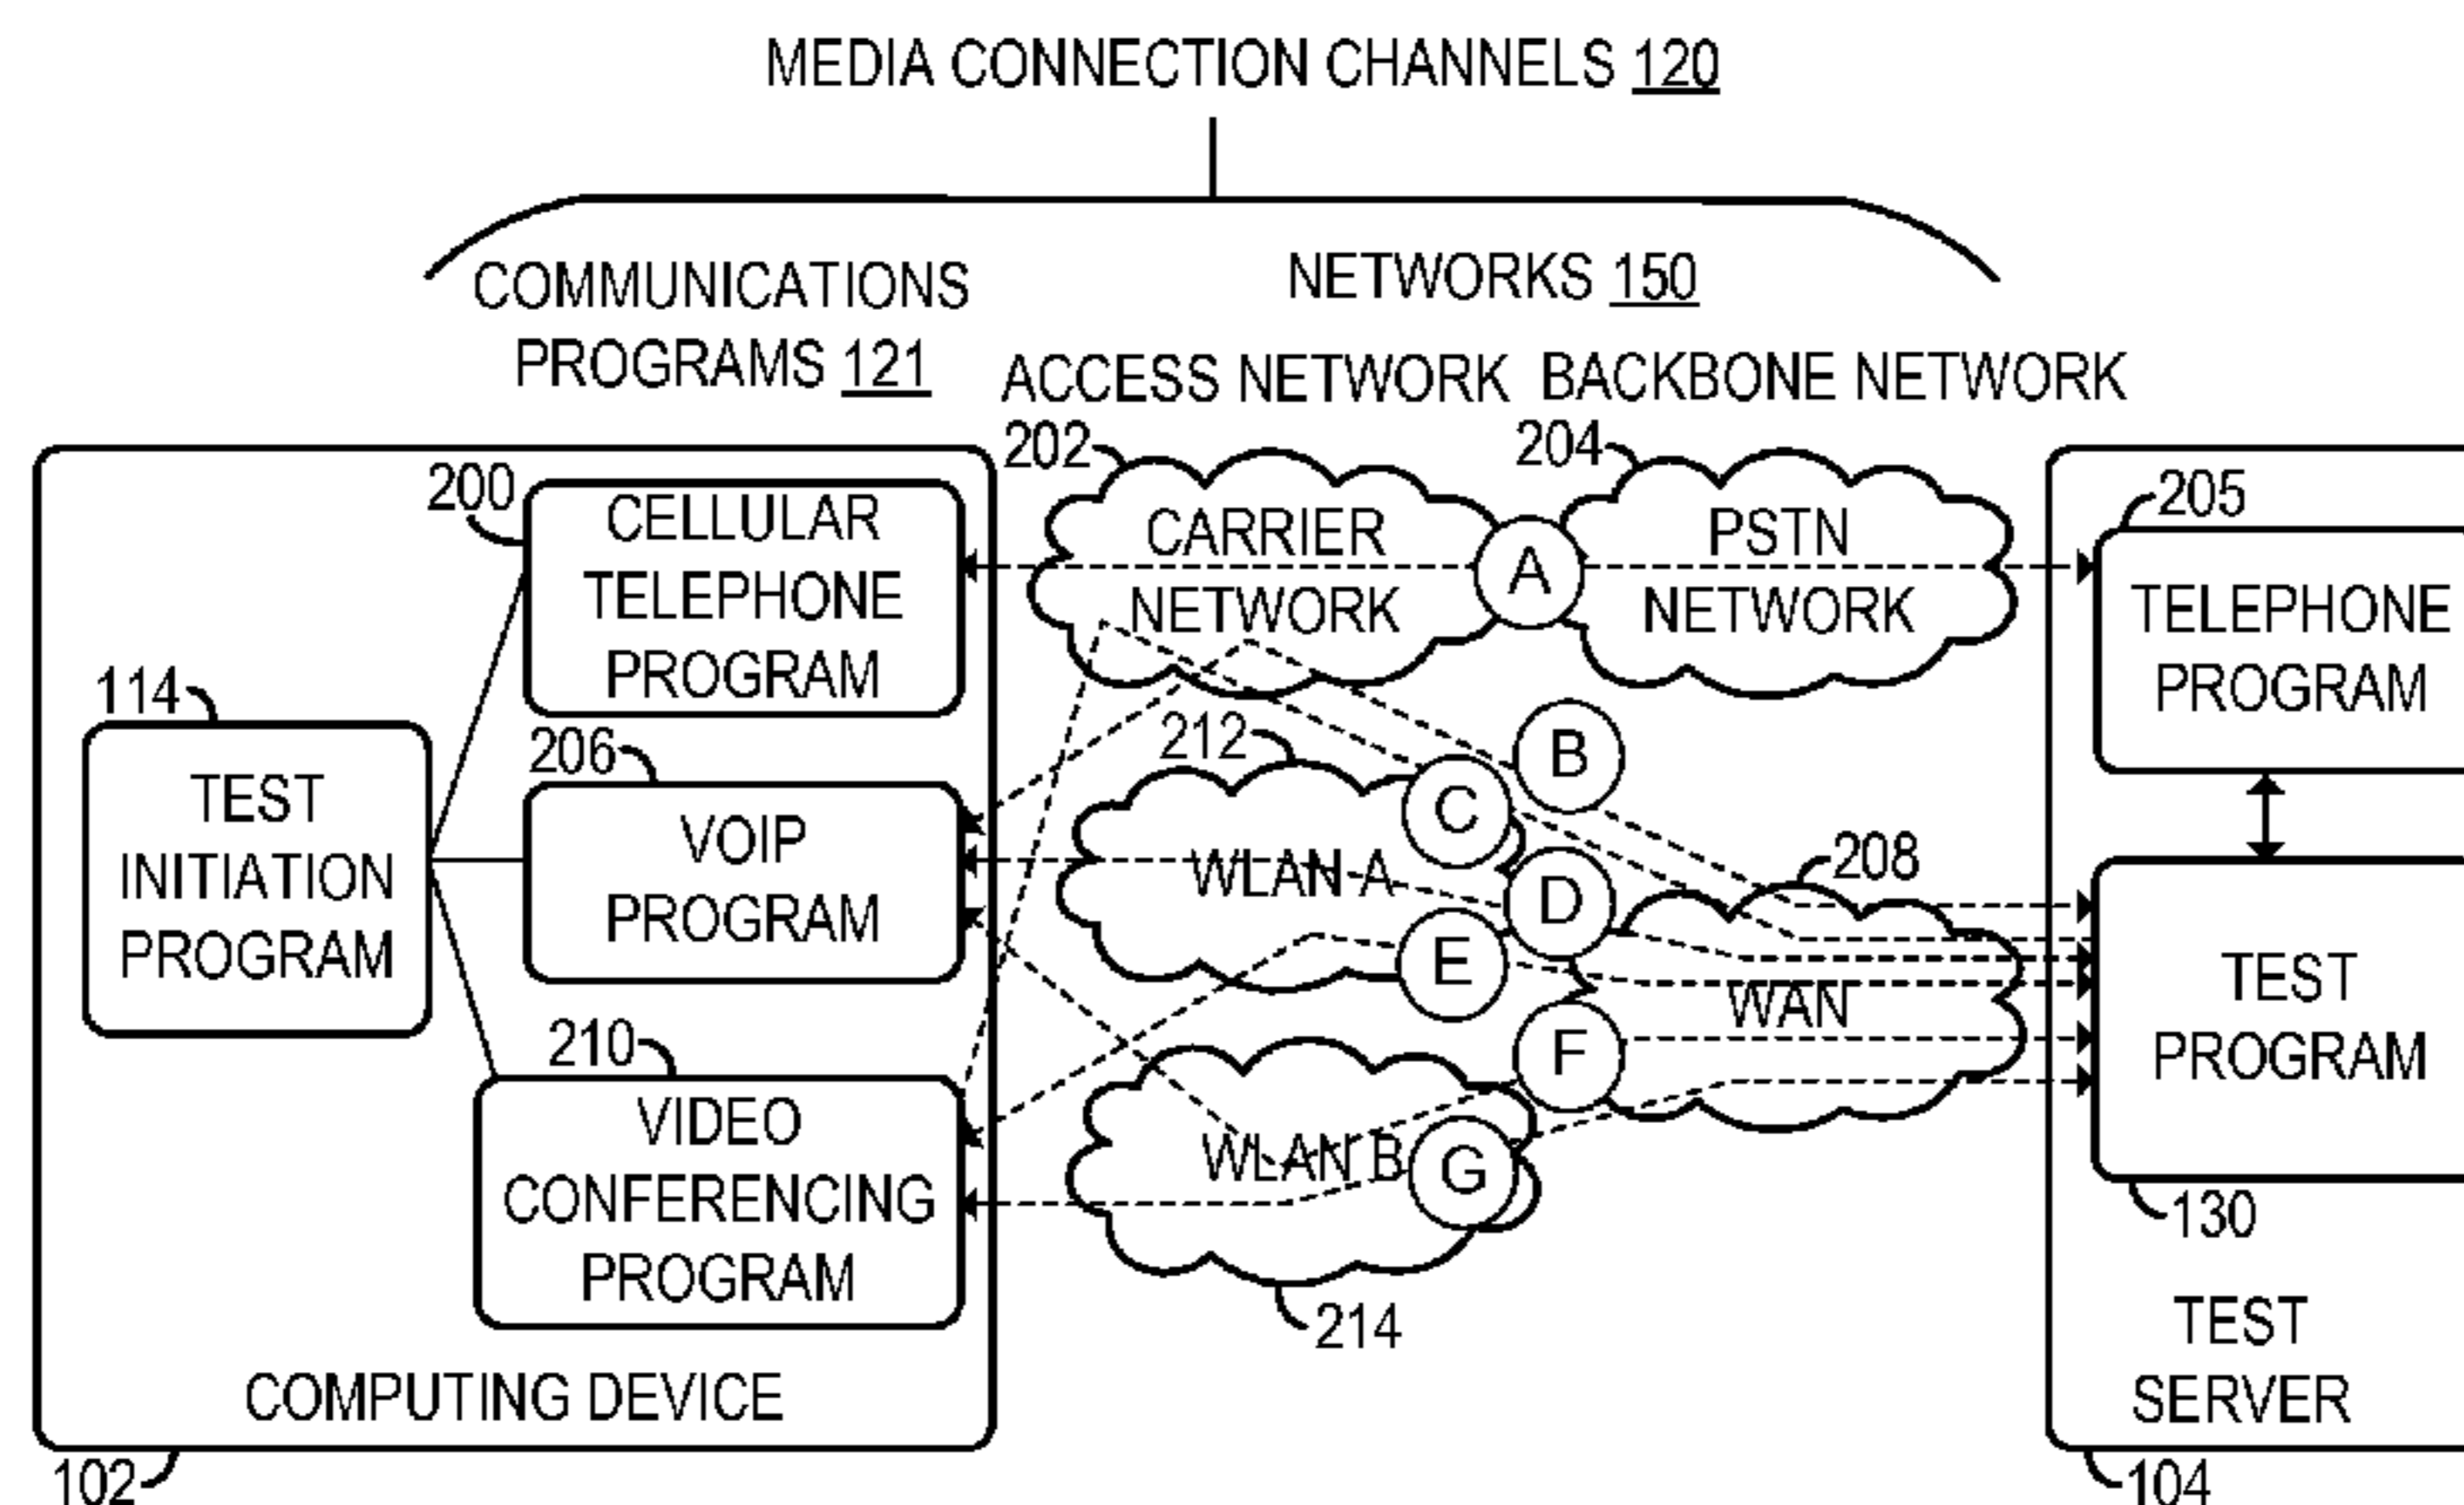 MEDIA CONNECTION CHANNELS 120
COMMUNICATIONS
PROGRAMS 121
NETWORKS 150
ACCESS NETWORK
BACKBONE NETWORK
200
CELLULAR
TELEPHONE
PROGRAM
202
CARRIER
NETWORK
A
204
PSTN
NETWORK
205
TELEPHONE
PROGRAM
114
TEST
INITIATION
PROGRAM
206
VOIP
PROGRAM
212
WLAN A
B
C
D
E
208
WAN
F
TEST
PROGRAM
130
210
VIDEO
CONFERENCING
PROGRAM
WLAN B
G
214
COMPUTING DEVICE
102
TEST
SERVER
104